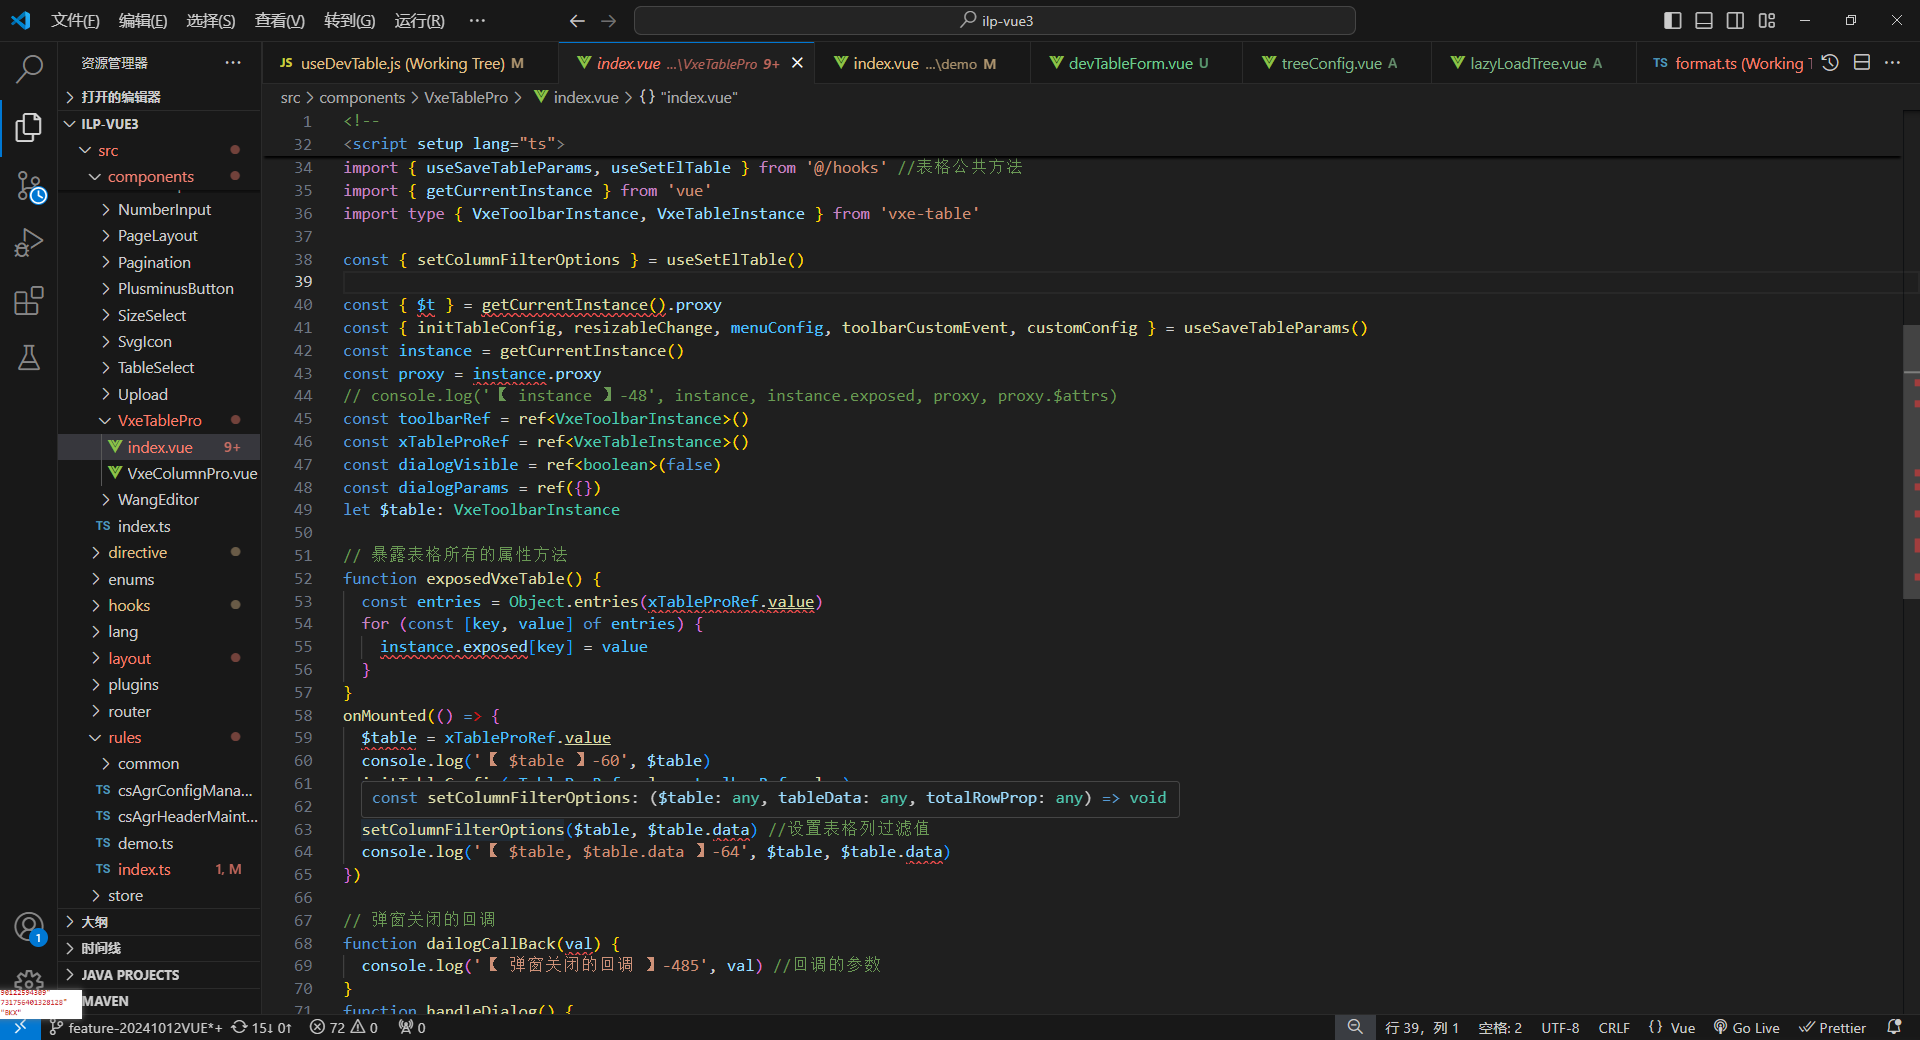 文件(F) 编辑(E) 选择(S) 查看(V) 转到(G) 运行(R) ···
ilp-vue3
资源管理器 ···
JS useDevTable.js (Working Tree) M
index.vue ...\VxeTablePro 9+
index.vue ...\demo M
devTableForm.vue U
treeConfig.vue A
lazyLoadTree.vue A
TS format.ts (Working T
src > components > VxeTablePro > index.vue > {} "index.vue"
打开的编辑器
ILP-VUE3
src
components
NumberInput
PageLayout
Pagination
PlusminusButton
SizeSelect
SvgIcon
TableSelect
Upload
VxeTablePro
index.vue 9+
VxeColumnPro.vue
WangEditor
TS index.ts
directive
enums
hooks
lang
layout
plugins
router
rules
common
TS csAgrConfigMana...
TS csAgrHeaderMaint...
TS demo.ts
TS index.ts 1, M
store
大纲
时间线
JAVA PROJECTS
MAVEN
1 <!--
32 <script setup lang="ts">
34 import { useSaveTableParams, useSetElTable } from '@/hooks' //表格公共方法
35 import { getCurrentInstance } from 'vue'
36 import type { VxeToolbarInstance, VxeTableInstance } from 'vxe-table'
37
38 const { setColumnFilterOptions } = useSetElTable()
39
40 const { $t } = getCurrentInstance().proxy
41 const { initTableConfig, resizableChange, menuConfig, toolbarCustomEvent, customConfig } = useSaveTableParams()
42 const instance = getCurrentInstance()
43 const proxy = instance.proxy
44 // console.log('【 instance 】-48', instance, instance.exposed, proxy, proxy.$attrs)
45 const toolbarRef = ref<VxeToolbarInstance>()
46 const xTableProRef = ref<VxeTableInstance>()
47 const dialogVisible = ref<boolean>(false)
48 const dialogParams = ref({})
49 let $table: VxeToolbarInstance
50
51 // 暴露表格所有的属性方法
52 function exposedVxeTable() {
53 const entries = Object.entries(xTableProRef.value)
54 for (const [key, value] of entries) {
55 instance.exposed[key] = value
56 }
57 }
58 onMounted(() => {
59 $table = xTableProRef.value
60 console.log('【 $table 】-60', $table)
61
62 const setColumnFilterOptions: ($table: any, tableData: any, totalRowProp: any) => void
63 setColumnFilterOptions($table, $table.data) //设置表格列过滤值
64 console.log('【 $table, $table.data 】-64', $table, $table.data)
65 })
66
67 // 弹窗关闭的回调
68 function dailogCallBack(val) {
69 console.log('【 弹窗关闭的回调 】-485', val) //回调的参数
70 }
71 function handleDialog() {
1
731756401328128"
"BKX"
feature-20241012VUE*+ 15↓ 0↑ 72 0 0
行 39，列 1 空格: 2 UTF-8 CRLF {} Vue Go Live Prettier